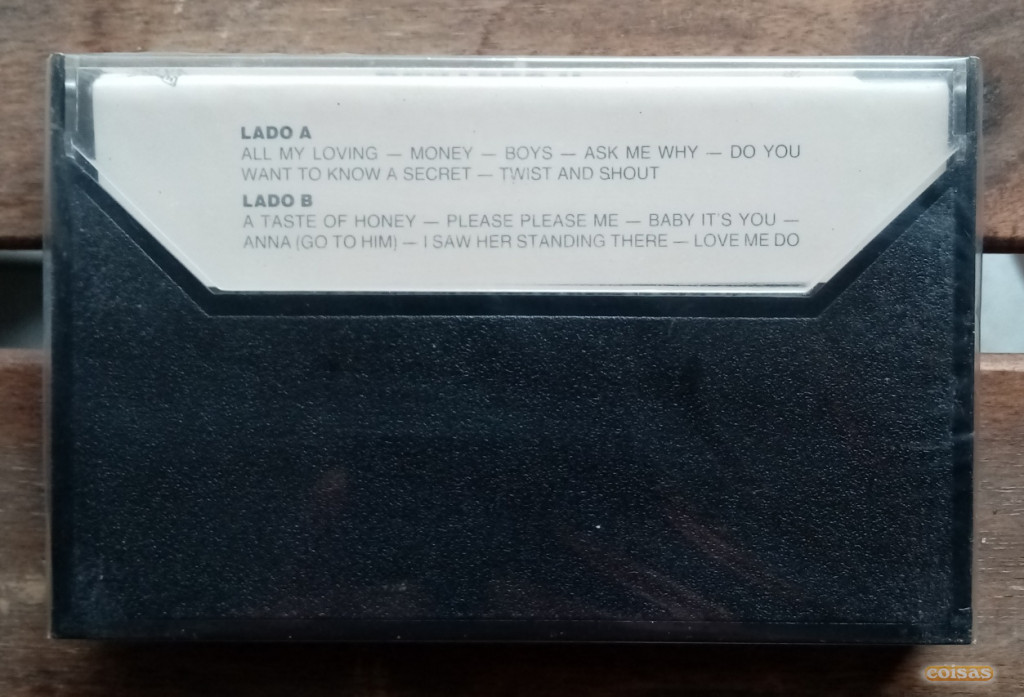 LADO A
ALL MY LOVING — MONEY — BOYS — ASK ME WHY — DO YOU
WANT TO KNOW A SECRET — TWIST AND SHOUT
LADO B
A TASTE OF HONEY — PLEASE PLEASE ME — BABY IT'S YOU —
ANNA (GO TO HIM) — I SAW HER STANDING THERE — LOVE ME DO
coisas